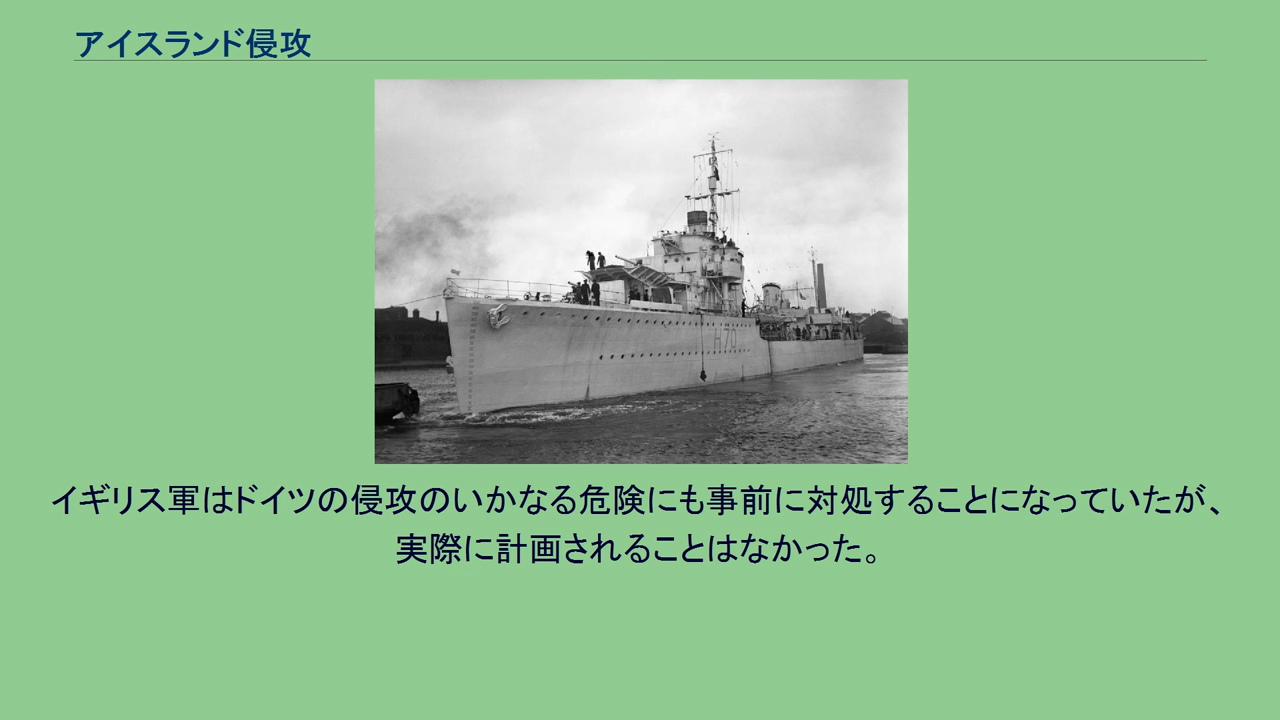 アイスランド侵攻
H70
イギリス軍はドイツの侵攻のいかなる危険にも事前に対処することになっていたが、
実際に計画されることはなかった。